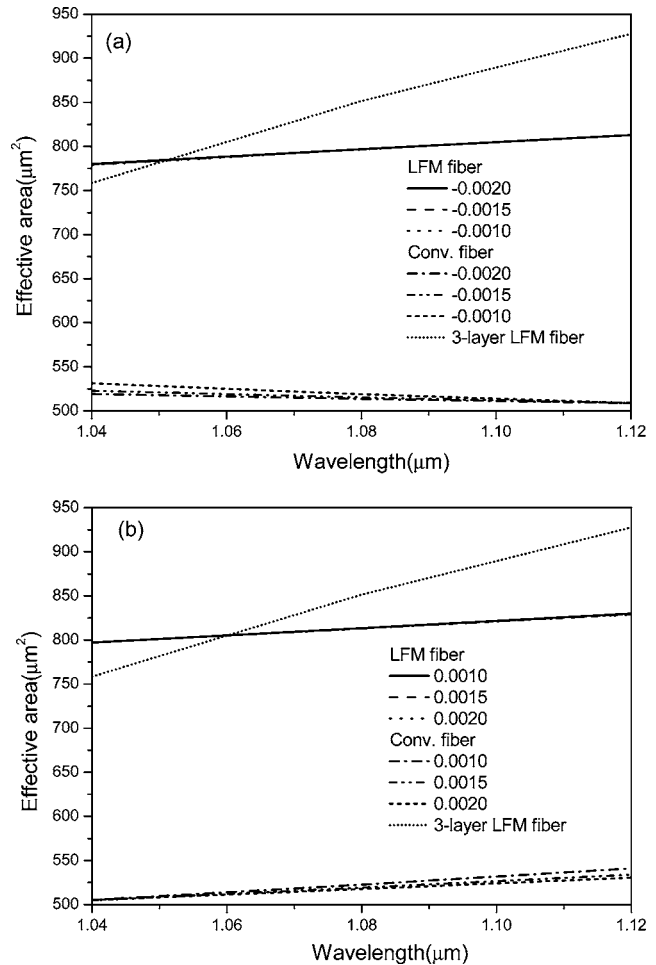 (a)
950
900
850
800
750
700
650
600
550
500
Effective area(μm²)
LFM fiber
-0.0020
-0.0015
-0.0010
Conv. fiber
-0.0020
-0.0015
-0.0010
3-layer LFM fiber
1.04 1.06 1.08 1.10 1.12
Wavelength(μm)
(b)
950
900
850
800
750
700
650
600
550
500
Effective area(μm²)
LFM fiber
0.0010
0.0015
0.0020
Conv. fiber
0.0010
0.0015
0.0020
3-layer LFM fiber
1.04 1.06 1.08 1.10 1.12
Wavelength(μm)